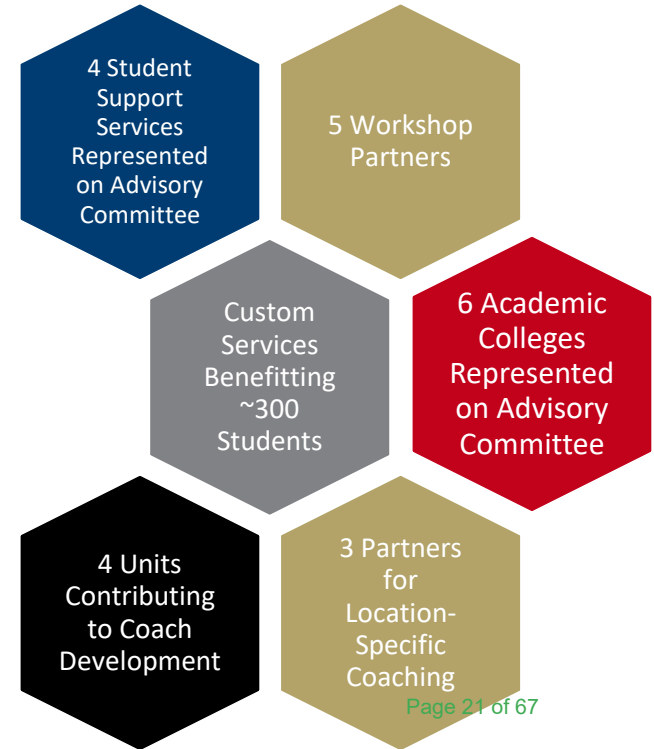 4 Student
Support
Services
Represented
on Advisory
Committee
5 Workshop
Partners
Custom
Services
Benefitting
~300
Students
6 Academic
Colleges
Represented
on Advisory
Committee
4 Units
Contributing
to Coach
Development
3 Partners
for
Location-
Specific
Coaching
Page 21 of 67